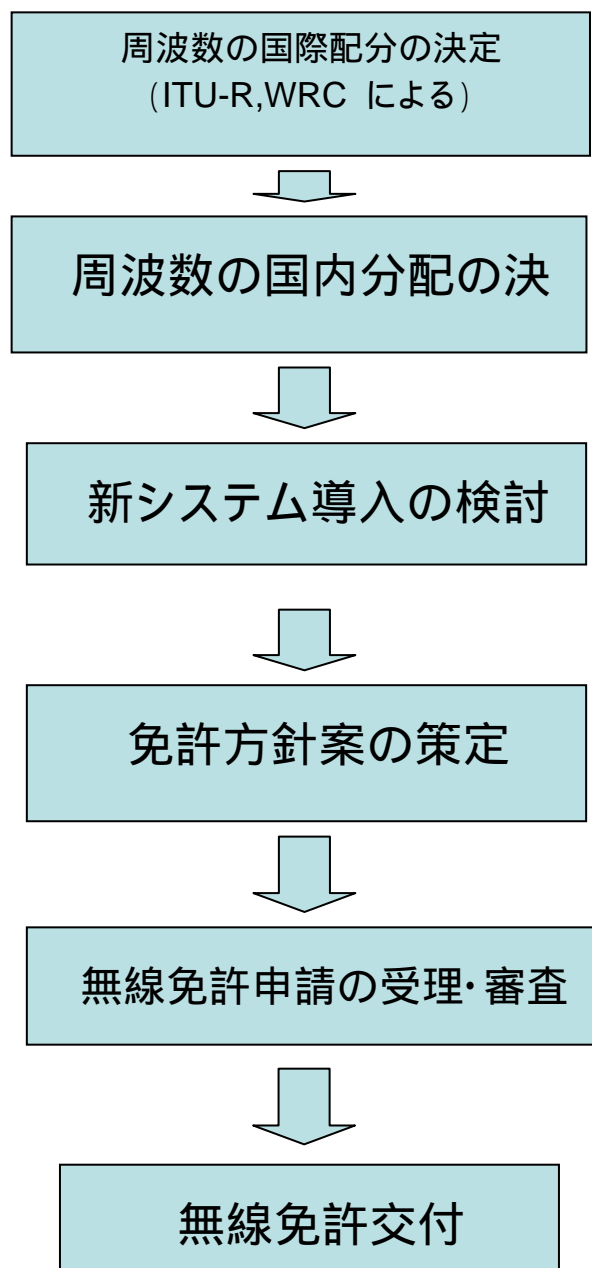 周波数の国際配分の決定
(ITU-R,WRC による)
周波数の国内分配の決
新システム導入の検討
免許方針案の策定
無線免許申請の受理・審査
無線免許交付